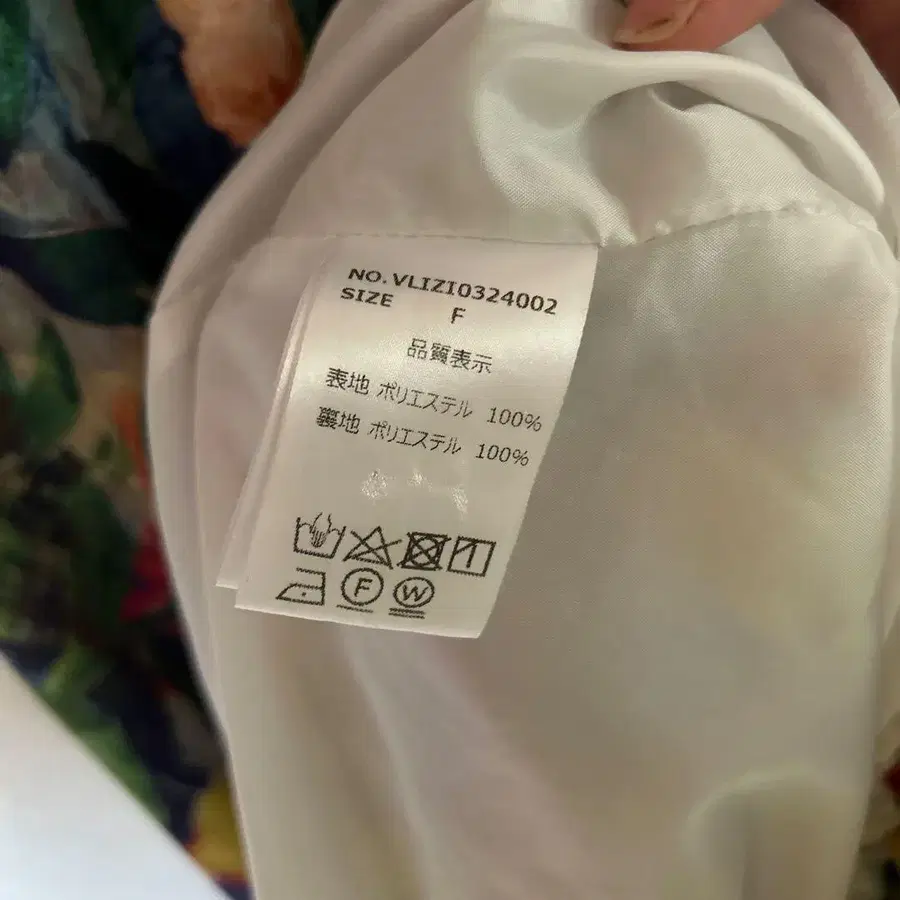 NO.VLIZI0324002
SIZE F
品質表示
表地 ポリエステル 100%
裏地 ポリエステル 100%
F W